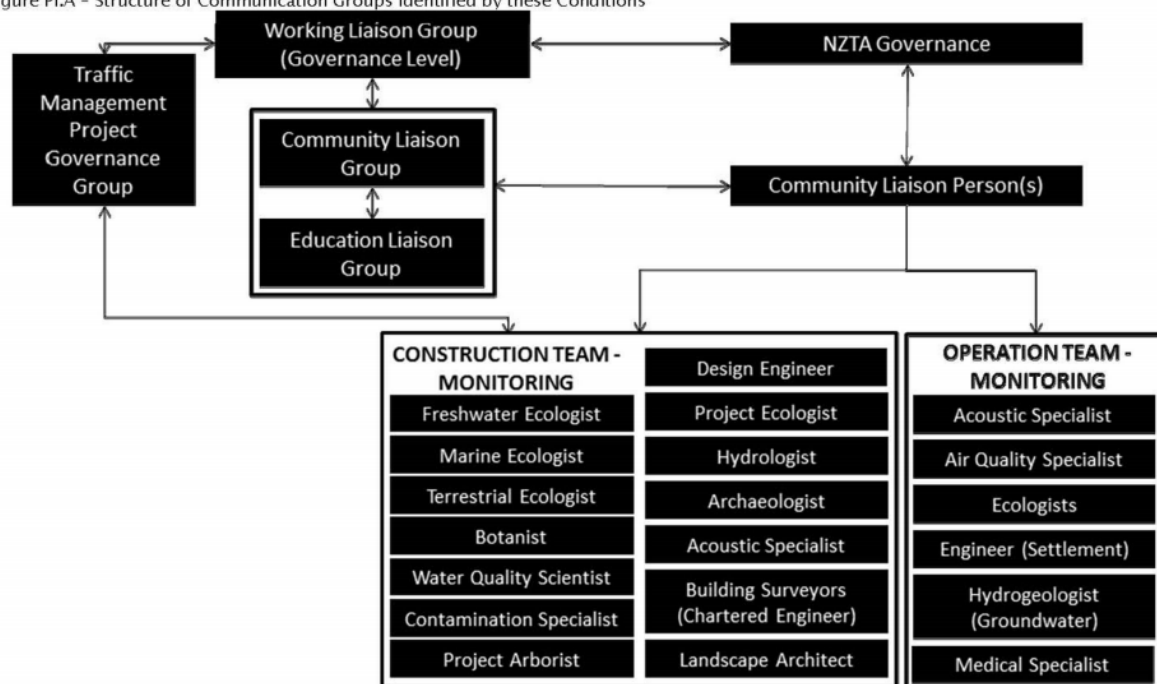 gure PI.A – Structure of Communication Groups Identified by these Conditions
Working Liaison Group
(Governance Level)
NZTA Governance
Traffic
Management
Project
Governance
Group
Community Liaison
Group
Community Liaison Person(s)
Education Liaison
Group
CONSTRUCTION TEAM -
MONITORING
Freshwater Ecologist
Marine Ecologist
Terrestrial Ecologist
Botanist
Water Quality Scientist
Contamination Specialist
Project Arborist
Design Engineer
Project Ecologist
Hydrologist
Archaeologist
Acoustic Specialist
Building Surveyors
(Chartered Engineer)
Landscape Architect
OPERATION TEAM -
MONITORING
Acoustic Specialist
Air Quality Specialist
Ecologists
Engineer (Settlement)
Hydrogeologist
(Groundwater)
Medical Specialist